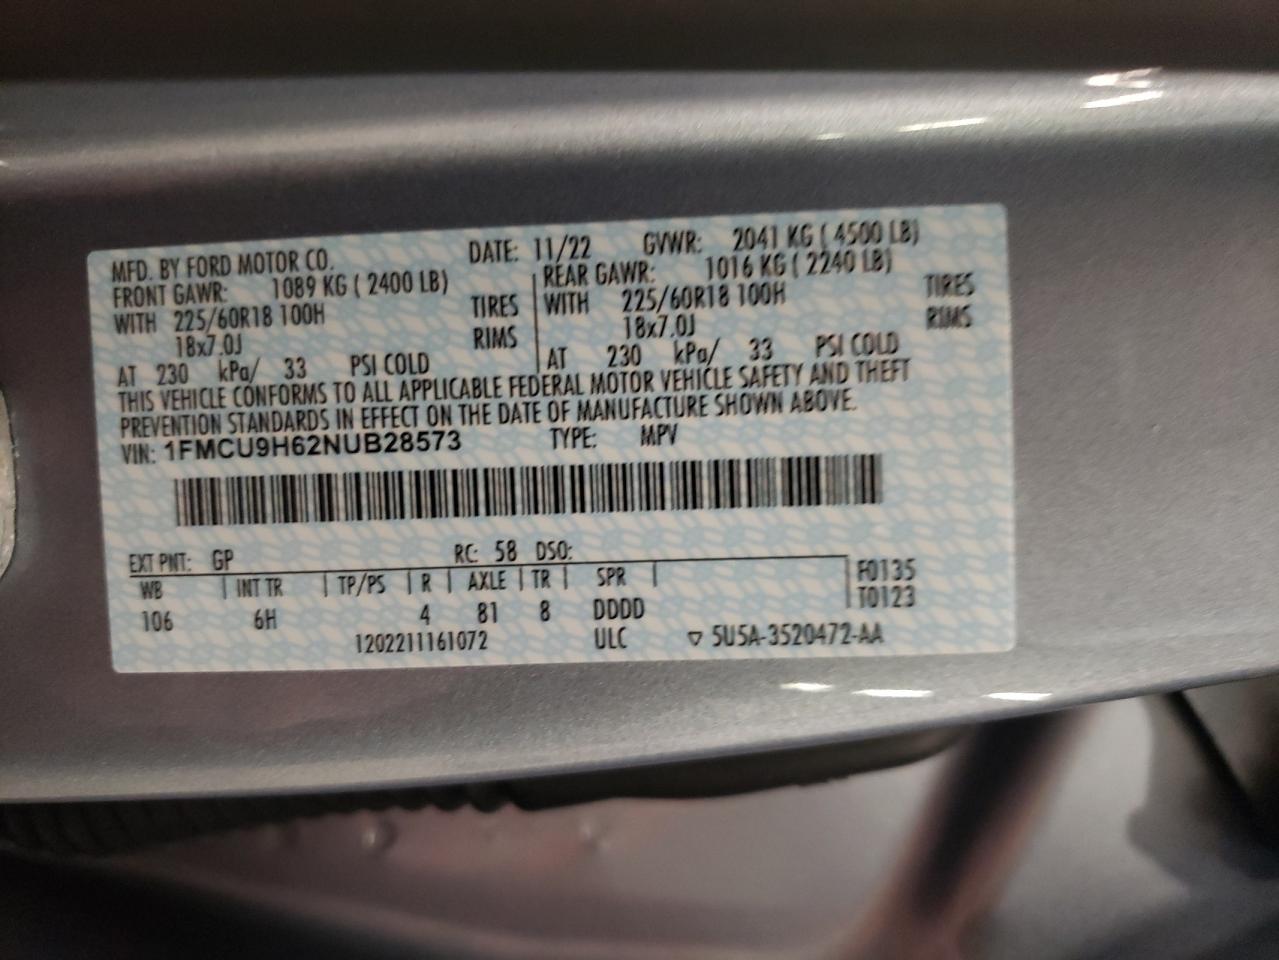 MFD. BY FORD MOTOR CO. DATE: 11/22 GVWR: 2041 KG ( 4500 LB)
FRONT GAWR: 1089 KG ( 2400 LB) REAR GAWR: 1016 KG ( 2240 LB)
WITH 225/60R18 100H TIRES WITH 225/60R18 100H TIRES
18x7.0J RIMS 18x7.0J RIMS
AT 230 kPa/ 33 PSI COLD AT 230 kPa/ 33 PSI COLD
THIS VEHICLE CONFORMS TO ALL APPLICABLE FEDERAL MOTOR VEHICLE SAFETY AND THEFT
PREVENTION STANDARDS IN EFFECT ON THE DATE OF MANUFACTURE SHOWN ABOVE.
VIN: 1FMCU9H62NUB28573 TYPE: MPV
EXT PNT: GP RC: 58 DSO:
WB | INT TR | TP/PS | R | AXLE | TR | SPR | F0135
106 6H 4 81 8 DDDD T0123
1202211161072 ULC ▽ 5U5A-3520472-AA